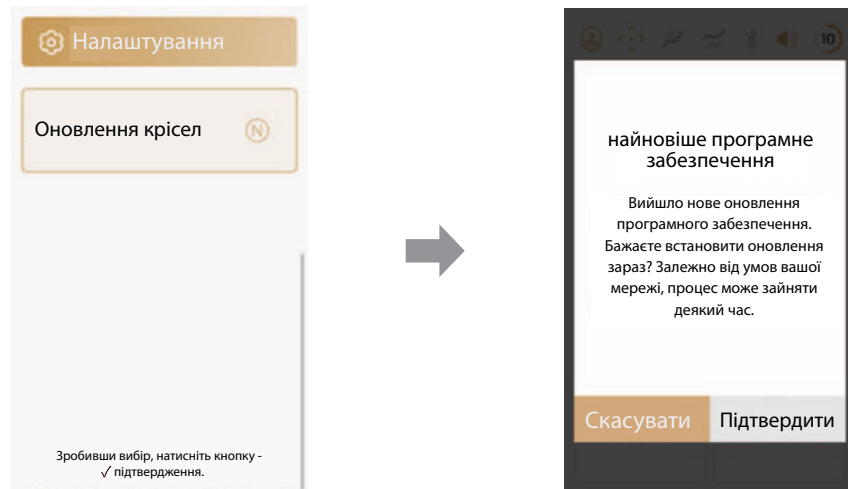 Налаштування
Оновлення крісел
N
Зробивши вибір, натисніть кнопку -
✓ підтвердження.
10
найновіше програмне
забезпечення
Вийшло нове оновлення
програмного забезпечення.
Бажаєте встановити оновлення
зараз? Залежно від умов вашої
мережі, процес може зайняти
деякий час.
Скасувати Підтвердити